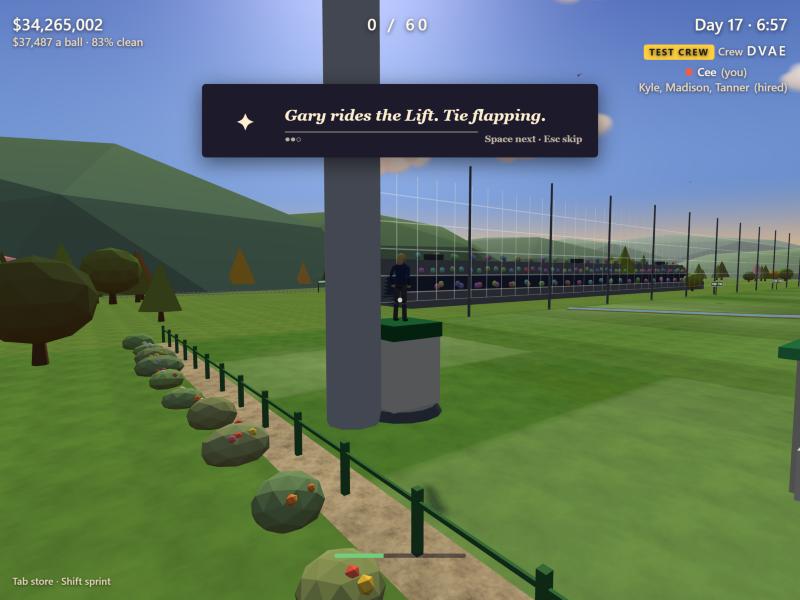 $34,265,002
$37,487 a ball · 83% clean
0 / 60
Day 17 · 6:57
TEST CREW Crew DVAE
Cee (you)
Kyle, Madison, Tanner (hired)
Gary rides the Lift. Tie flapping.
Space next · Esc skip
Tab store · Shift sprint